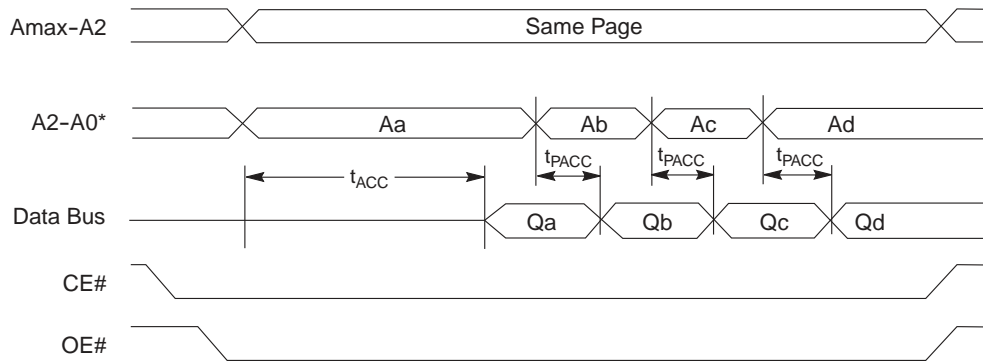 Amax-A2 Same Page
A2-A0* Aa Ab Ac Ad
tACC tPACC tPACC tPACC
Data Bus Qa Qb Qc Qd
CE#
OE#